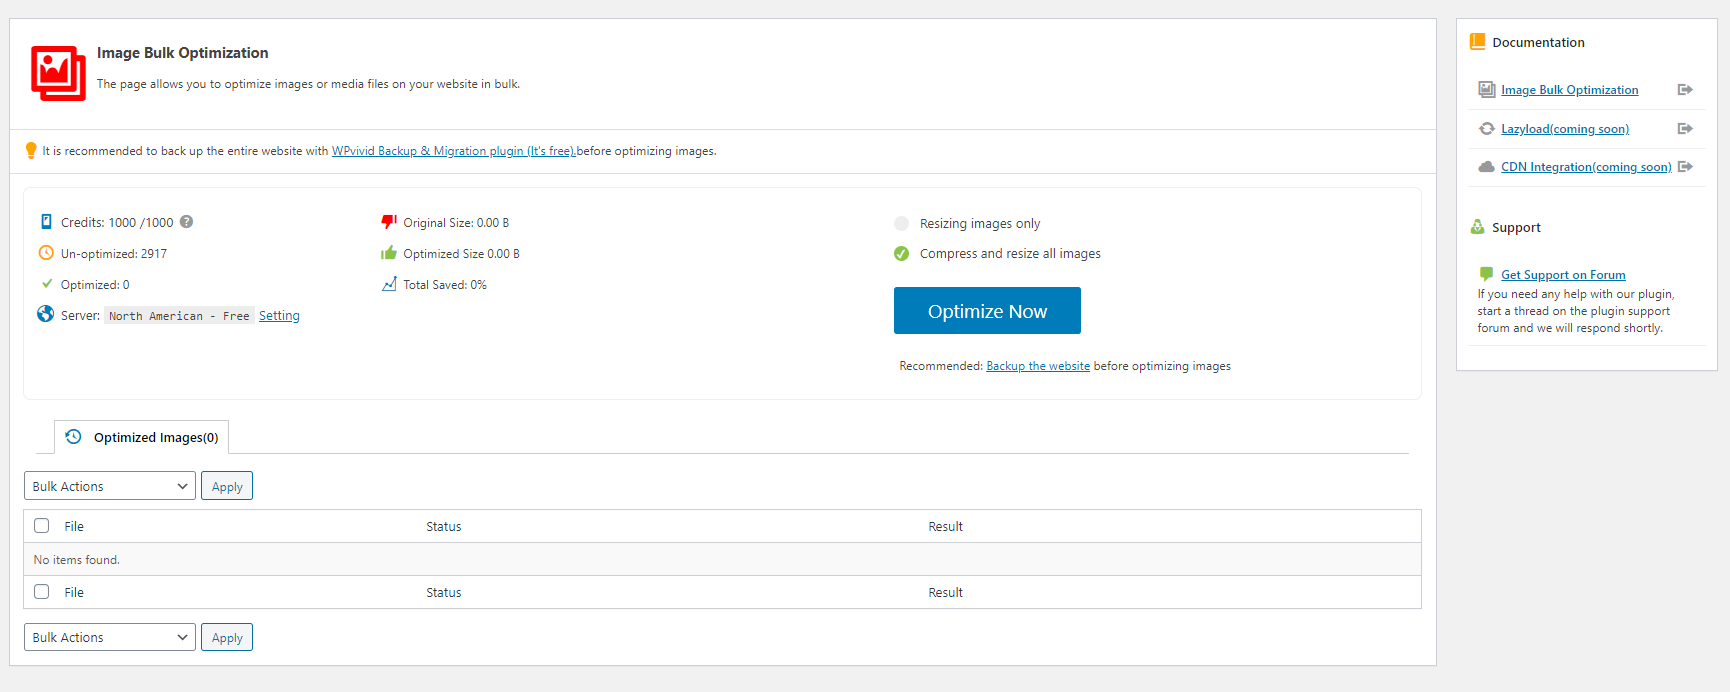 Image Bulk Optimization
The page allows you to optimize images or media files on your website in bulk.
It is recommended to back up the entire website with WPvivid Backup & Migration plugin (It's free).before optimizing images.
Credits: 1000 /1000 ?
Un-optimized: 2917
Optimized: 0
Server: North American - Free Setting
Original Size: 0.00 B
Optimized Size 0.00 B
Total Saved: 0%
Resizing images only
Compress and resize all images
Optimize Now
Recommended: Backup the website before optimizing images
Optimized Images(0)
Bulk Actions Apply
File Status Result
No items found.
File Status Result
Bulk Actions Apply
Documentation
Image Bulk Optimization
Lazyload(coming soon)
CDN Integration(coming soon)
Support
Get Support on Forum
If you need any help with our plugin,
start a thread on the plugin support
forum and we will respond shortly.